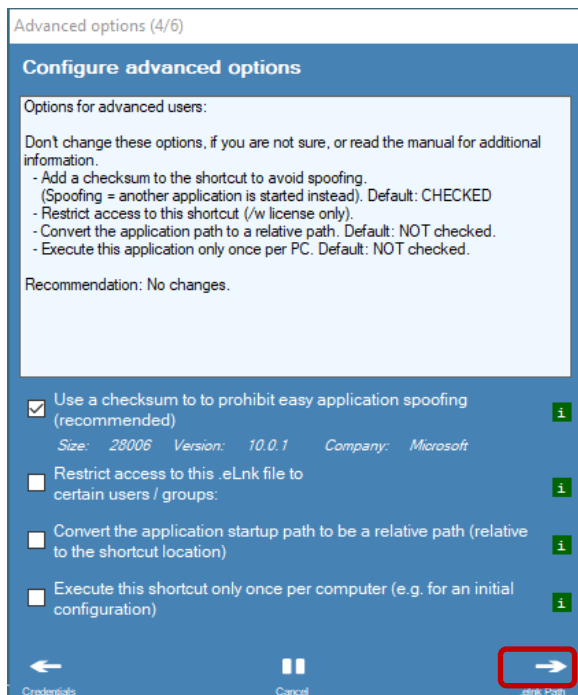 Advanced options (4/6)
Configure advanced options
Options for advanced users:
Don't change these options, if you are not sure, or read the manual for additional
information.
- Add a checksum to the shortcut to avoid spoofing.
(Spoofing = another application is started instead). Default: CHECKED
- Restrict access to this shortcut (/w license only).
- Convert the application path to a relative path. Default: NOT checked.
- Execute this application only once per PC. Default: NOT checked.
Recommendation: No changes.
Use a checksum to to prohibit easy application spoofing
(recommended)
i
Size: 28006 Version: 10.0.1 Company: Microsoft
Restrict access to this .eLnk file to
certain users / groups:
i
Convert the application startup path to be a relative path (relative
to the shortcut location)
i
Execute this shortcut only once per computer (e.g. for an initial
configuration)
i
Credentials Cancel .elnk Path